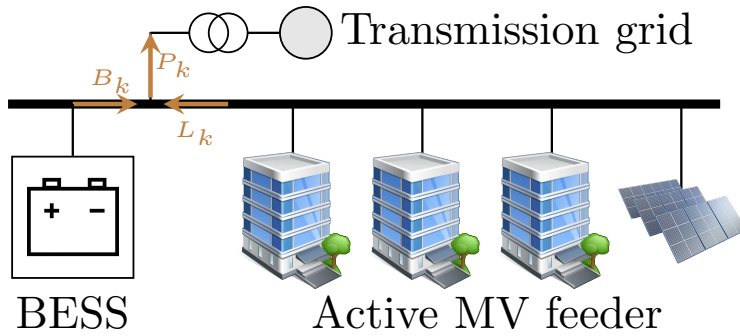 Transmission grid
P_k
B_k
L_k
+ −
BESS
Active MV feeder